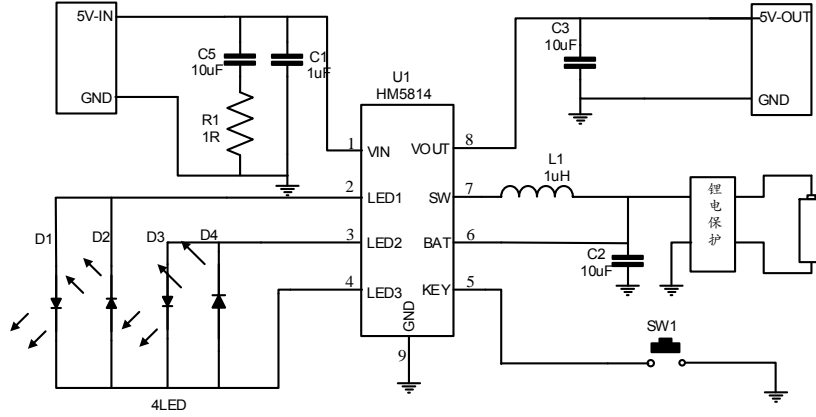 5V-IN
GND
C5
10uF
C1
1uF
R1
1R
U1
HM5814
C3
10uF
5V-OUT
GND
1
VIN
VOUT
8
2
LED1
SW
7
L1
1uH
3
LED2
BAT
6
4
LED3
KEY
5
GND
9
C2
10uF
锂电保护
D1
D2
D3
D4
4LED
SW1